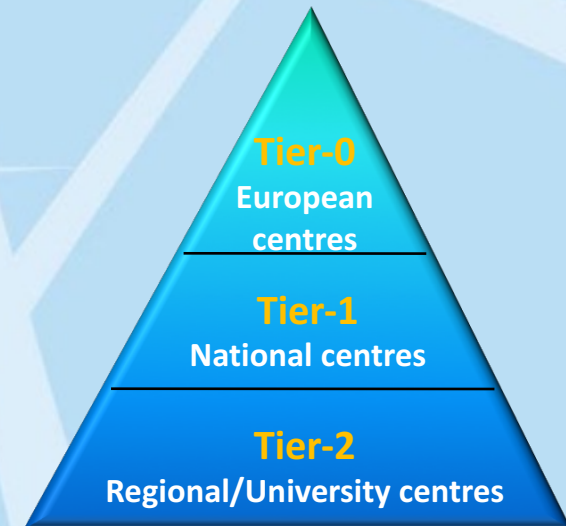 Tier-0
European
centres
Tier-1
National centres
Tier-2
Regional/University centres